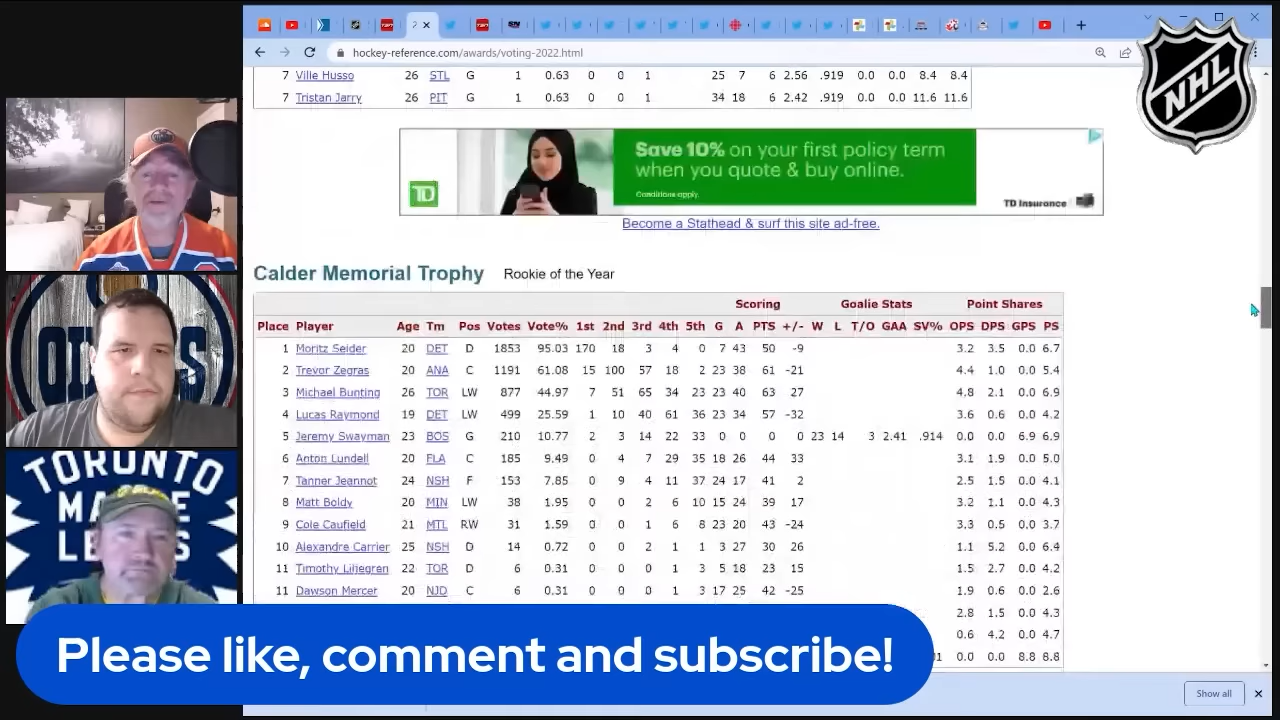 hockey-reference.com/awards/voting-2022.html
NHL
7 Ville Husso 26 STL G 1 0.63 0 0 1 25 7 6 2.56 .919 0.0 0.0 8.4 8.4
7 Tristan Jarry 26 PIT G 1 0.63 0 0 1 34 18 6 2.42 .919 0.0 0.0 11.6 11.6
Save 10% on your first policy term
when you quote & buy online.
Conditions apply.
TD
TD Insurance
Become a Stathead & surf this site ad-free.
Calder Memorial Trophy Rookie of the Year
Scoring Goalie Stats Point Shares
Place Player Age Tm Pos Votes Vote% 1st 2nd 3rd 4th 5th G A PTS +/- W L T/O GAA SV% OPS DPS GPS PS
1 Moritz Seider 20 DET D 1853 95.03 170 18 3 4 0 7 43 50 -9 3.2 3.5 0.0 6.7
2 Trevor Zegras 20 ANA C 1191 61.08 15 100 57 18 2 23 38 61 -21 4.4 1.0 0.0 5.4
3 Michael Bunting 26 TOR LW 877 44.97 7 51 65 34 23 23 40 63 27 4.8 2.1 0.0 6.9
4 Lucas Raymond 19 DET LW 499 25.59 1 10 40 61 36 23 34 57 -32 3.6 0.6 0.0 4.2
5 Jeremy Swayman 23 BOS G 210 10.77 2 3 14 22 33 0 0 0 0 23 14 3 2.41 .914 0.0 0.0 6.9 6.9
6 Anton Lundell 20 FLA C 185 9.49 0 4 7 29 35 18 26 44 33 3.1 1.9 0.0 5.0
7 Tanner Jeannot 24 NSH F 153 7.85 0 9 4 11 37 24 17 41 2 2.5 1.5 0.0 4.1
8 Matt Boldy 20 MIN LW 38 1.95 0 0 2 6 10 15 24 39 17 3.2 1.1 0.0 4.3
9 Cole Caufield 21 MTL RW 31 1.59 0 0 1 6 8 23 20 43 -24 3.3 0.5 0.0 3.7
10 Alexandre Carrier 25 NSH D 14 0.72 0 0 2 1 1 3 27 30 26 1.1 5.2 0.0 6.4
11 Timothy Liljegren 22 TOR D 6 0.31 0 0 1 0 1 5 18 23 15 1.5 2.7 0.0 4.2
11 Dawson Mercer 20 NJD C 6 0.31 0 0 0 1 3 17 25 42 -25 1.9 0.6 0.0 2.6
2.8 1.5 0.0 4.3
0.6 4.2 0.0 4.7
0.0 0.0 8.8 8.8
TORONTO
Please like, comment and subscribe!
Show all